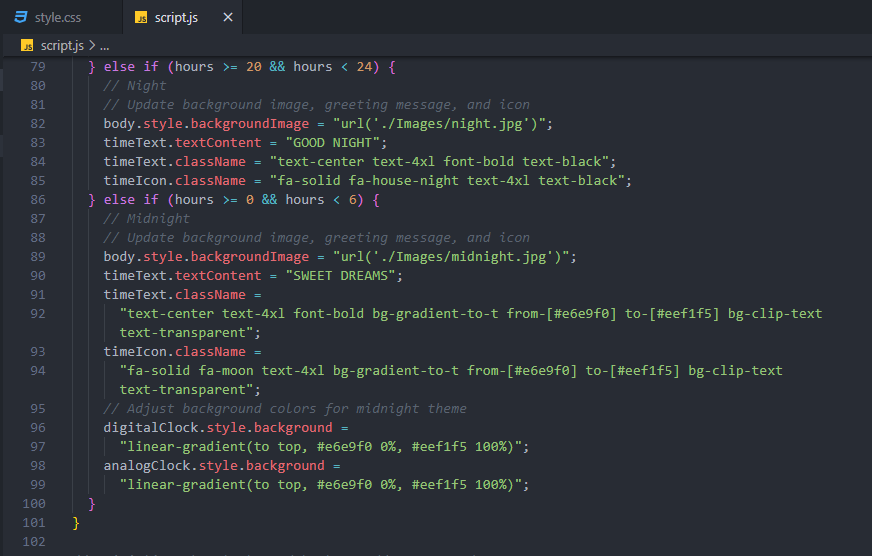 style.css
JS script.js ×
JS script.js > ...
79 } else if (hours >= 20 && hours < 24) {
80 // Night
81 // Update background image, greeting message, and icon
82 body.style.backgroundImage = "url('./Images/night.jpg')";
83 timeText.textContent = "GOOD NIGHT";
84 timeText.className = "text-center text-4xl font-bold text-black";
85 timeIcon.className = "fa-solid fa-house-night text-4xl text-black";
86 } else if (hours >= 0 && hours < 6) {
87 // Midnight
88 // Update background image, greeting message, and icon
89 body.style.backgroundImage = "url('./Images/midnight.jpg')";
90 timeText.textContent = "SWEET DREAMS";
91 timeText.className =
92 "text-center text-4xl font-bold bg-gradient-to-t from-[#e6e9f0] to-[#eef1f5] bg-clip-text
text-transparent";
93 timeIcon.className =
94 "fa-solid fa-moon text-4xl bg-gradient-to-t from-[#e6e9f0] to-[#eef1f5] bg-clip-text
text-transparent";
95 // Adjust background colors for midnight theme
96 digitalClock.style.background =
97 "linear-gradient(to top, #e6e9f0 0%, #eef1f5 100%)";
98 analogClock.style.background =
99 "linear-gradient(to top, #e6e9f0 0%, #eef1f5 100%)";
100 }
101 }
102